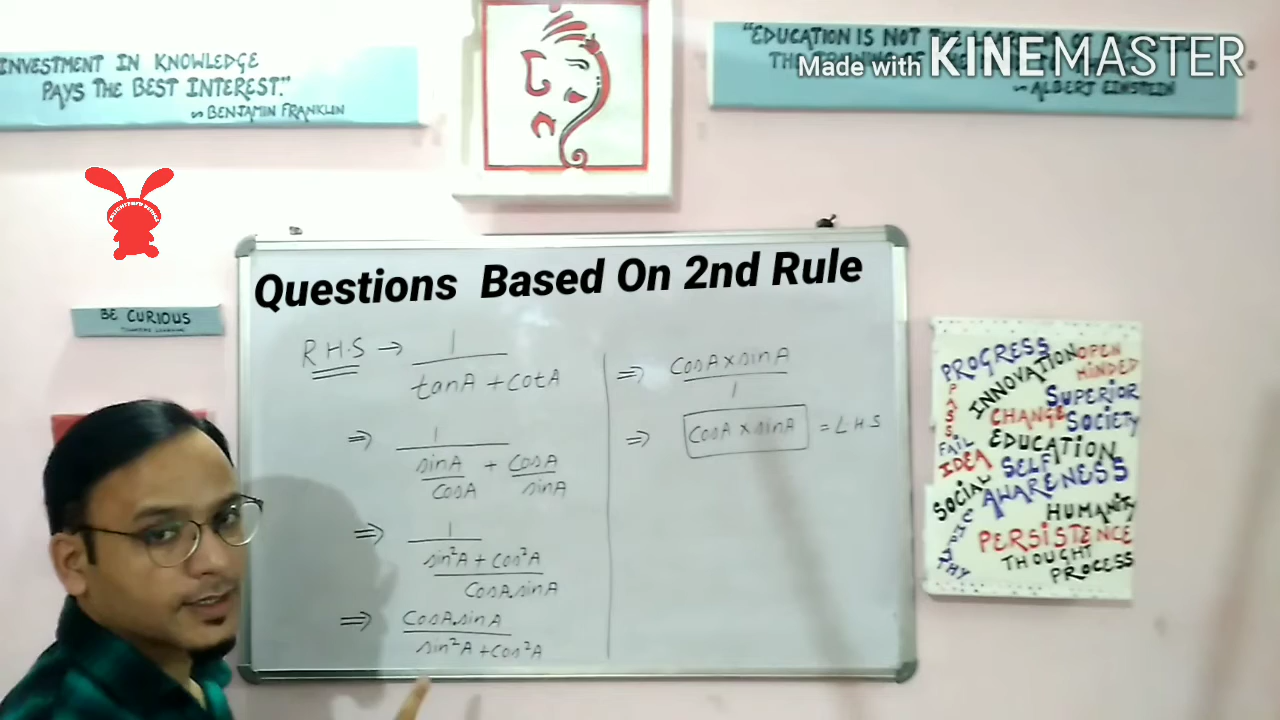 INVESTMENT IN KNOWLEDGE
PAYS THE BEST INTEREST."
~ BENJAMIN FRANKLIN
"EDUCATION IS NOT THE
~ ALBERT EINSTEIN
Made with KINEMASTER
BE CURIOUS
Questions Based On 2nd Rule
R.H.S → 1
tanA + cotA
⇒ 1
sinA + cosA
cosA sinA
⇒ 1
sin²A + cos²A
cosA.sinA
⇒ cosA.sinA
sin²A + cos²A
⇒ cosA x sinA
1
⇒ cosA x sinA = LHS
PROGRESS
PASS
FAIL
IDEA
SOCIAL
INNOVATION
OPEN
MINDED
SUPERIOR
CHANGE
SOCIETY
EDUCATION
SELF
AWARENESS
HUMANITY
PERSISTENCE
THOUGHT
PROCESS